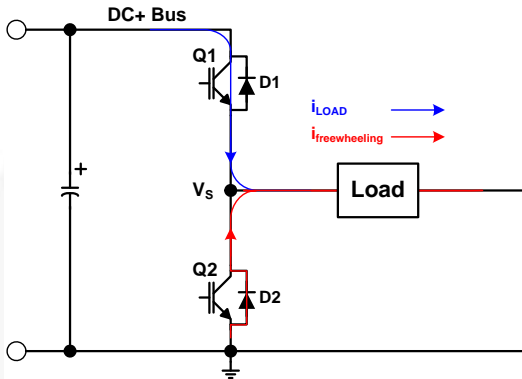 DC+ Bus
Q1
D1
iLOAD
ifreewheeling
+
VS
Load
Q2
D2